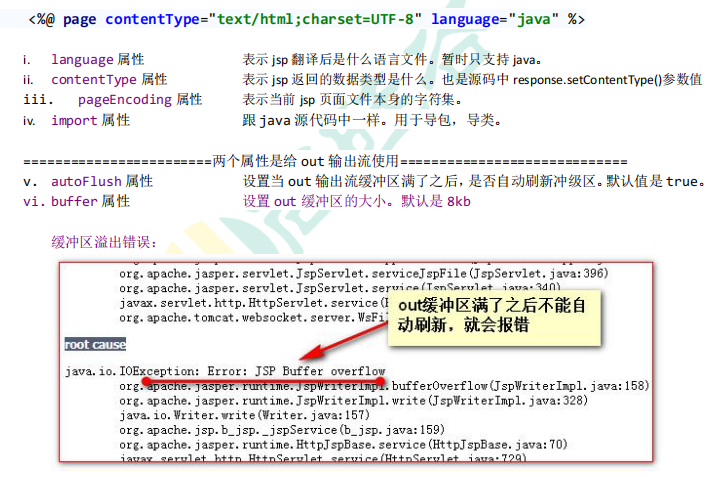 <%@ page contentType="text/html;charset=UTF-8" language="java" %>
i. language 属性 表示 jsp 翻译后是什么语言文件。暂时只支持 java。
ii. contentType 属性 表示 jsp 返回的数据类型是什么。也是源码中 response.setContentType()参数值
iii. pageEncoding 属性 表示当前 jsp 页面文件本身的字符集。
iv. import 属性 跟 java 源代码中一样。用于导包，导类。
========================两个属性是给 out 输出流使用=============================
v. autoFlush 属性 设置当 out 输出流缓冲区满了之后，是否自动刷新冲级区。默认值是 true。
vi. buffer 属性 设置 out 缓冲区的大小。默认是 8kb
缓冲区溢出错误：
org.apache.jasper.servlet.JspServlet.serviceJspFile(JspServlet.java:396)
org.apache.jasper.servlet.JspServlet.service(JspServlet.java:340)
javax.servlet.http.HttpServlet.service(
org.apache.tomcat.websocket.server.WsFil
out缓冲区满了之后不能自
动刷新，就会报错
root cause
java.io.IOException: Error: JSP Buffer overflow
org.apache.jasper.runtime.JspWriterImpl.bufferOverflow(JspWriterImpl.java:158)
org.apache.jasper.runtime.JspWriterImpl.write(JspWriterImpl.java:328)
java.io.Writer.write(Writer.java:157)
org.apache.jsp.b_jsp._jspService(b_jsp.java:159)
org.apache.jasper.runtime.HttpJspBase.service(HttpJspBase.java:70)
javax.servlet.http.HttpServlet.service(HttpServlet.java:729)